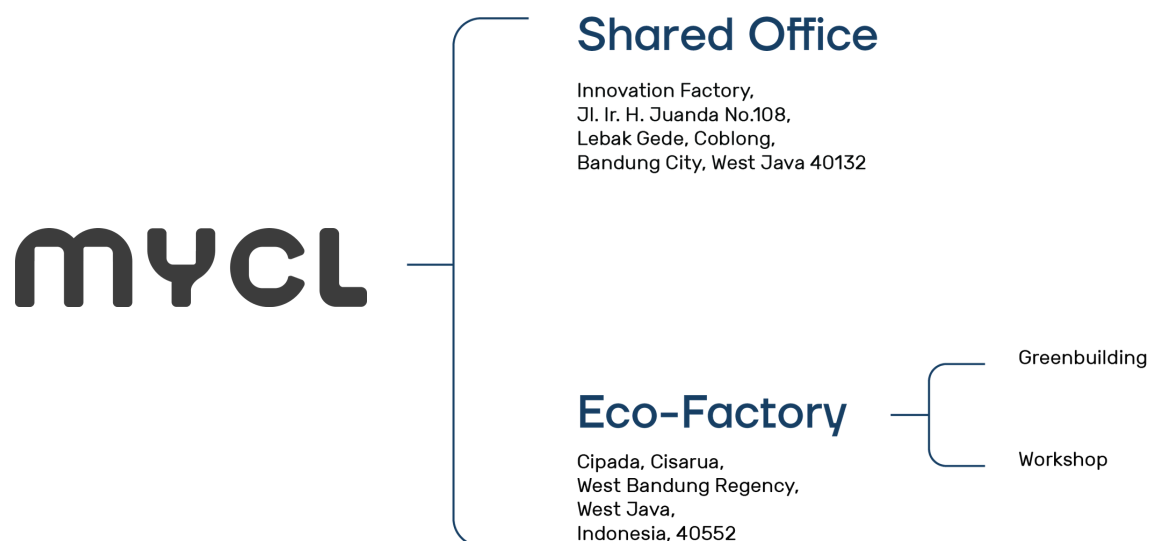 MYCL
Shared Office
Innovation Factory,
Jl. Ir. H. Juanda No.108,
Lebak Gede, Coblong,
Bandung City, West Java 40132
Eco-Factory
Cipada, Cisarua,
West Bandung Regency,
West Java,
Indonesia, 40552
Greenbuilding
Workshop